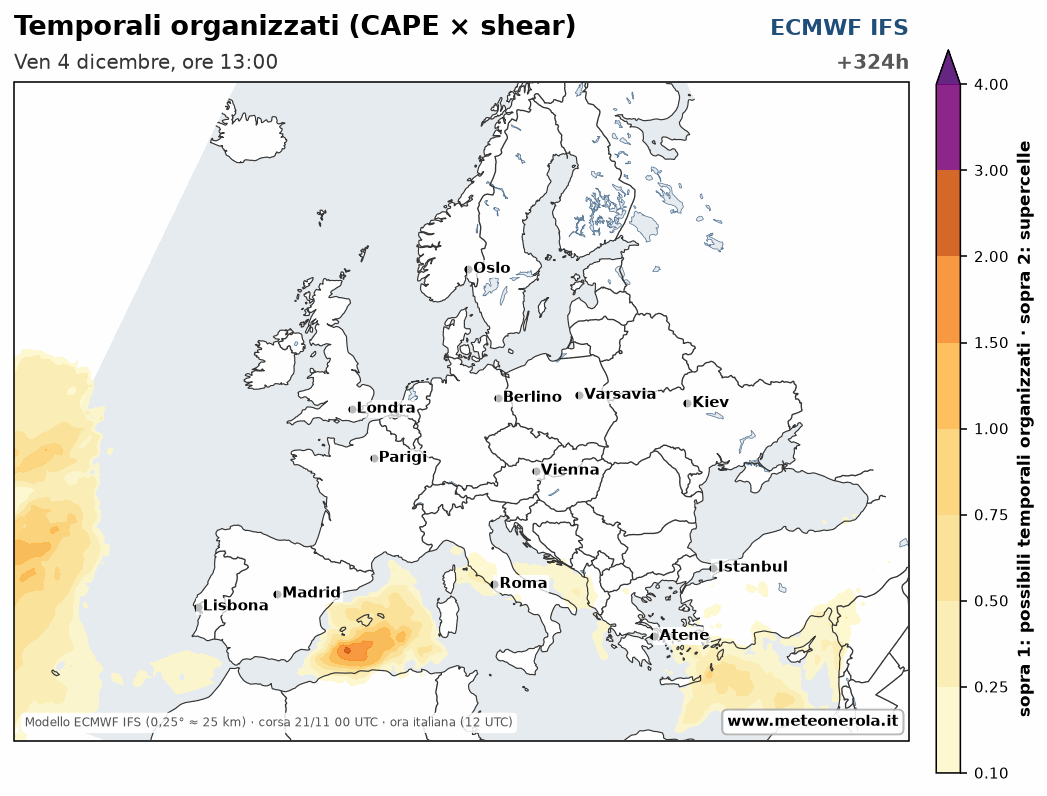 Temporali organizzati (CAPE × shear)
ECMWF IFS
Ven 4 dicembre, ore 13:00
+324h
4.00
3.00
2.00
1.50
1.00
0.75
0.50
0.25
0.10
sopra 1: possibili temporali organizzati · sopra 2: supercelle
Oslo
Berlino
Varsavia
Kiev
Londra
Parigi
Vienna
Istanbul
Roma
Madrid
Lisbona
Atene
Modello ECMWF IFS (0,25° ≈ 25 km) · corsa 21/11 00 UTC · ora italiana (12 UTC)
www.meteonerola.it